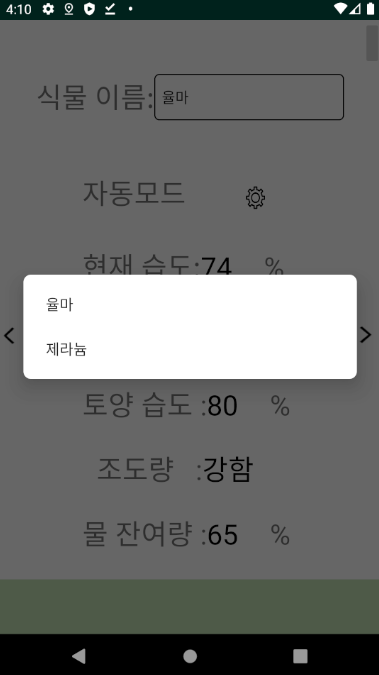 4:10
식물 이름: 율마
자동모드
현재 습도:74 %
율마
제라늄
토양 습도 :80 %
조도량 :강함
물 잔여량 :65 %